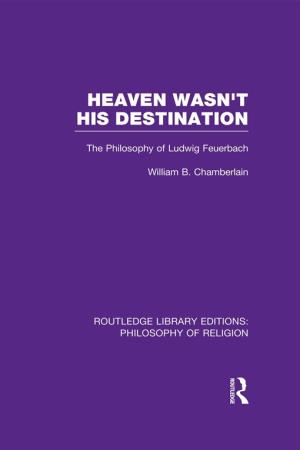 HEAVEN WASN'T
HIS DESTINATION
The Philosophy of Ludwig Feuerbach
William B. Chamberlain
ROUTLEDGE LIBRARY EDITIONS:
PHILOSOPHY OF RELIGION
ROUTLEDGE